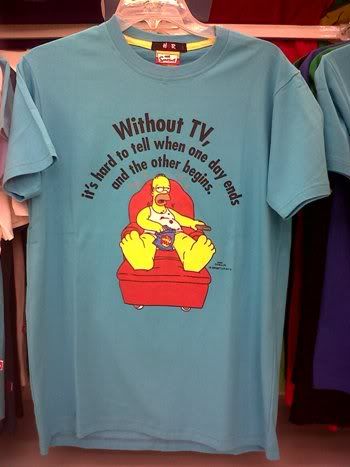 Without TV,
it's hard to tell when one day ends
and the other begins.